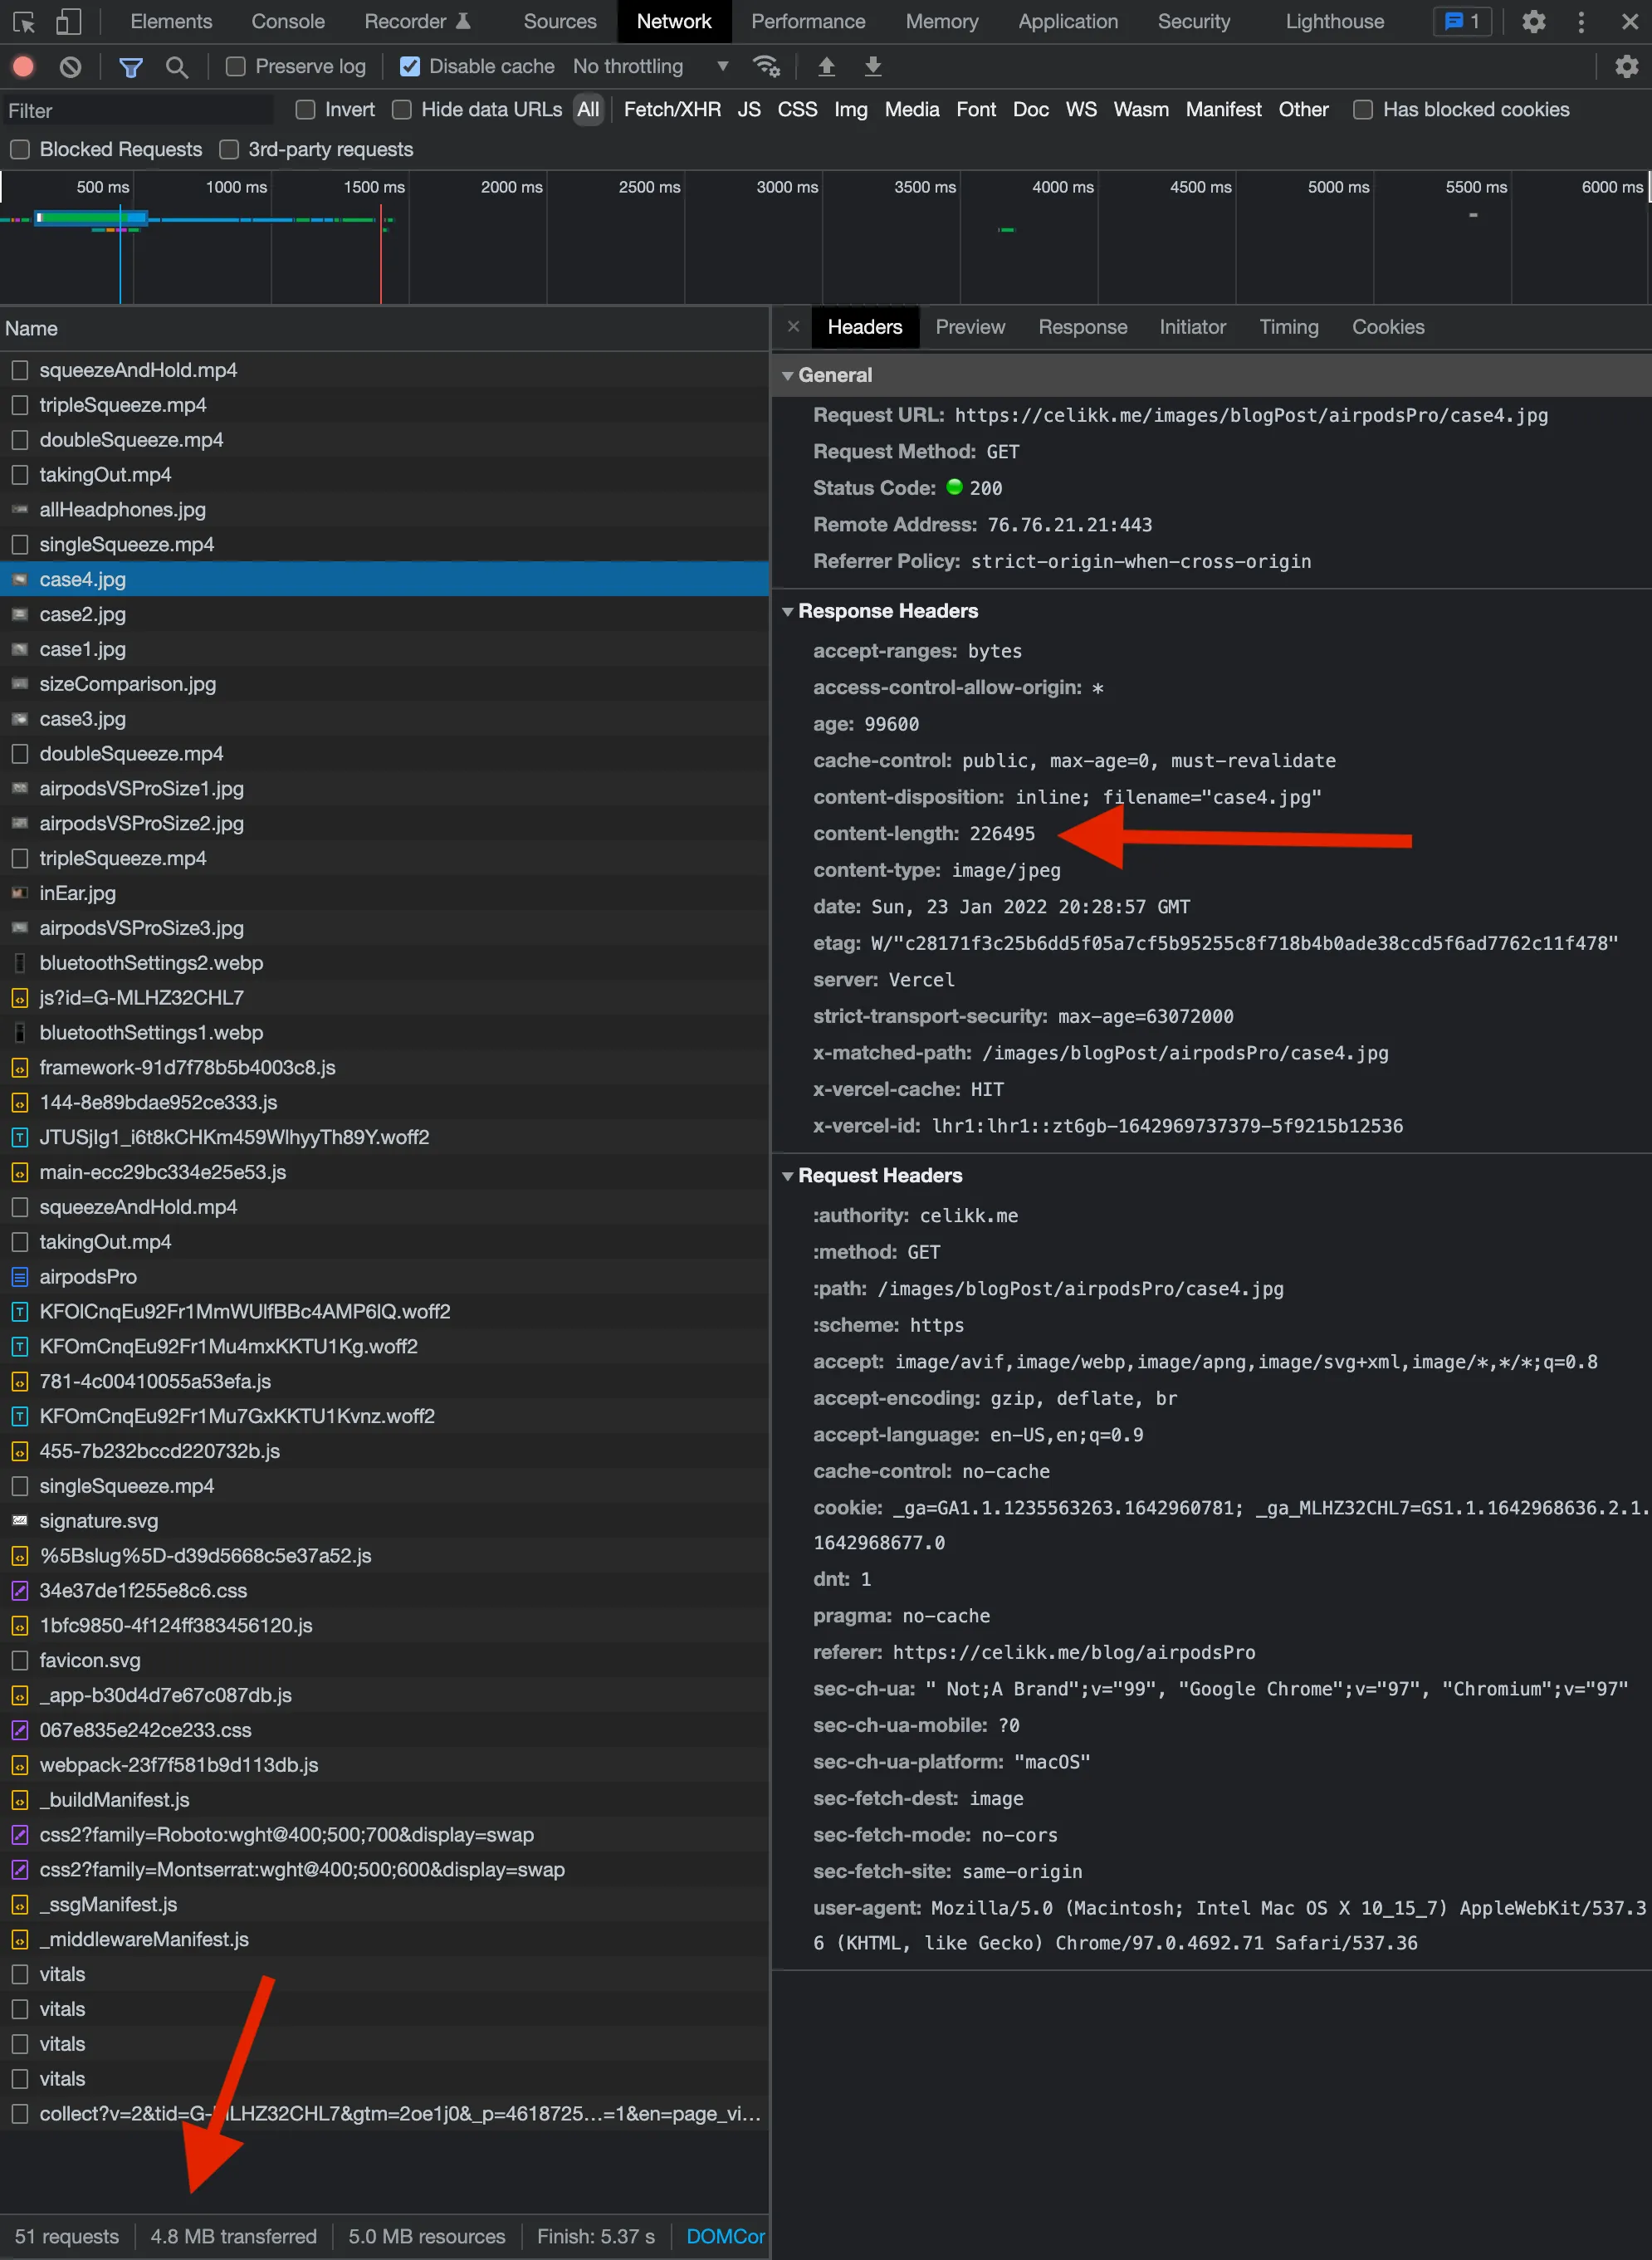 Elements Console Recorder Sources Network Performance Memory Application Security Lighthouse 1
Preserve log Disable cache No throttling
Filter Invert Hide data URLs All Fetch/XHR JS CSS Img Media Font Doc WS Wasm Manifest Other Has blocked cookies
Blocked Requests 3rd-party requests
500 ms 1000 ms 1500 ms 2000 ms 2500 ms 3000 ms 3500 ms 4000 ms 4500 ms 5000 ms 5500 ms 6000 ms
Name
squeezeAndHold.mp4
tripleSqueeze.mp4
doubleSqueeze.mp4
takingOut.mp4
allHeadphones.jpg
singleSqueeze.mp4
case4.jpg
case2.jpg
case1.jpg
sizeComparison.jpg
case3.jpg
doubleSqueeze.mp4
airpodsVSProSize1.jpg
airpodsVSProSize2.jpg
tripleSqueeze.mp4
inEar.jpg
airpodsVSProSize3.jpg
bluetoothSettings2.webp
js?id=G-MLHZ32CHL7
bluetoothSettings1.webp
framework-91d7f78b5b4003c8.js
144-8e89bdae952ce333.js
JTUSjIg1_i6t8kCHKm459WlhyyTh89Y.woff2
main-ecc29bc334e25e53.js
squeezeAndHold.mp4
takingOut.mp4
airpodsPro
KFOlCnqEu92Fr1MmWUlfBBc4AMP6lQ.woff2
KFOmCnqEu92Fr1Mu4mxKKTU1Kg.woff2
781-4c00410055a53efa.js
KFOmCnqEu92Fr1Mu7GxKKTU1Kvnz.woff2
455-7b232bccd220732b.js
singleSqueeze.mp4
signature.svg
%5Bslug%5D-d39d5668c5e37a52.js
34e37de1f255e8c6.css
1bfc9850-4f124ff383456120.js
favicon.svg
_app-b30d4d7e67c087db.js
067e835e242ce233.css
webpack-23f7f581b9d113db.js
_buildManifest.js
css2?family=Roboto:wght@400;500;700&display=swap
css2?family=Montserrat:wght@400;500;600&display=swap
_ssgManifest.js
_middlewareManifest.js
vitals
vitals
vitals
vitals
collect?v=2&tid=G-MLHZ32CHL7&gtm=2oe1j0&_p=4618725…=1&en=page_vi…
51 requests 4.8 MB transferred 5.0 MB resources Finish: 5.37 s DOMCor
Headers Preview Response Initiator Timing Cookies
General
Request URL: https://celikk.me/images/blogPost/airpodsPro/case4.jpg
Request Method: GET
Status Code: 200
Remote Address: 76.76.21.21:443
Referrer Policy: strict-origin-when-cross-origin
Response Headers
accept-ranges: bytes
access-control-allow-origin: *
age: 99600
cache-control: public, max-age=0, must-revalidate
content-disposition: inline; filename="case4.jpg"
content-length: 226495
content-type: image/jpeg
date: Sun, 23 Jan 2022 20:28:57 GMT
etag: W/"c28171f3c25b6dd5f05a7cf5b95255c8f718b4b0ade38ccd5f6ad7762c11f478"
server: Vercel
strict-transport-security: max-age=63072000
x-matched-path: /images/blogPost/airpodsPro/case4.jpg
x-vercel-cache: HIT
x-vercel-id: lhr1:lhr1::zt6gb-1642969737379-5f9215b12536
Request Headers
:authority: celikk.me
:method: GET
:path: /images/blogPost/airpodsPro/case4.jpg
:scheme: https
accept: image/avif,image/webp,image/apng,image/svg+xml,image/*,*/*;q=0.8
accept-encoding: gzip, deflate, br
accept-language: en-US,en;q=0.9
cache-control: no-cache
cookie: _ga=GA1.1.1235563263.1642960781; _ga_MLHZ32CHL7=GS1.1.1642968636.2.1.
1642968677.0
dnt: 1
pragma: no-cache
referer: https://celikk.me/blog/airpodsPro
sec-ch-ua: " Not;A Brand";v="99", "Google Chrome";v="97", "Chromium";v="97"
sec-ch-ua-mobile: ?0
sec-ch-ua-platform: "macOS"
sec-fetch-dest: image
sec-fetch-mode: no-cors
sec-fetch-site: same-origin
user-agent: Mozilla/5.0 (Macintosh; Intel Mac OS X 10_15_7) AppleWebKit/537.3
6 (KHTML, like Gecko) Chrome/97.0.4692.71 Safari/537.36